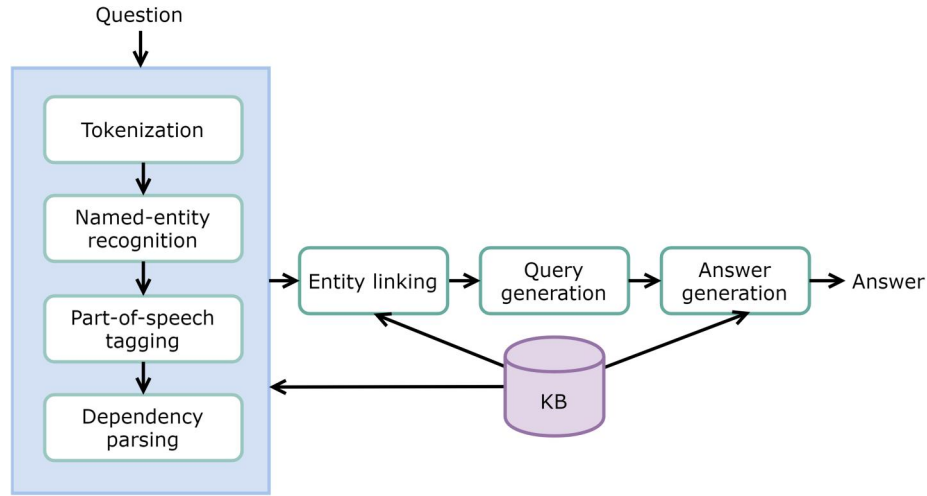 Question
Tokenization
Named-entity
recognition
Part-of-speech
tagging
Dependency
parsing
Entity linking
Query
generation
Answer
generation
Answer
KB